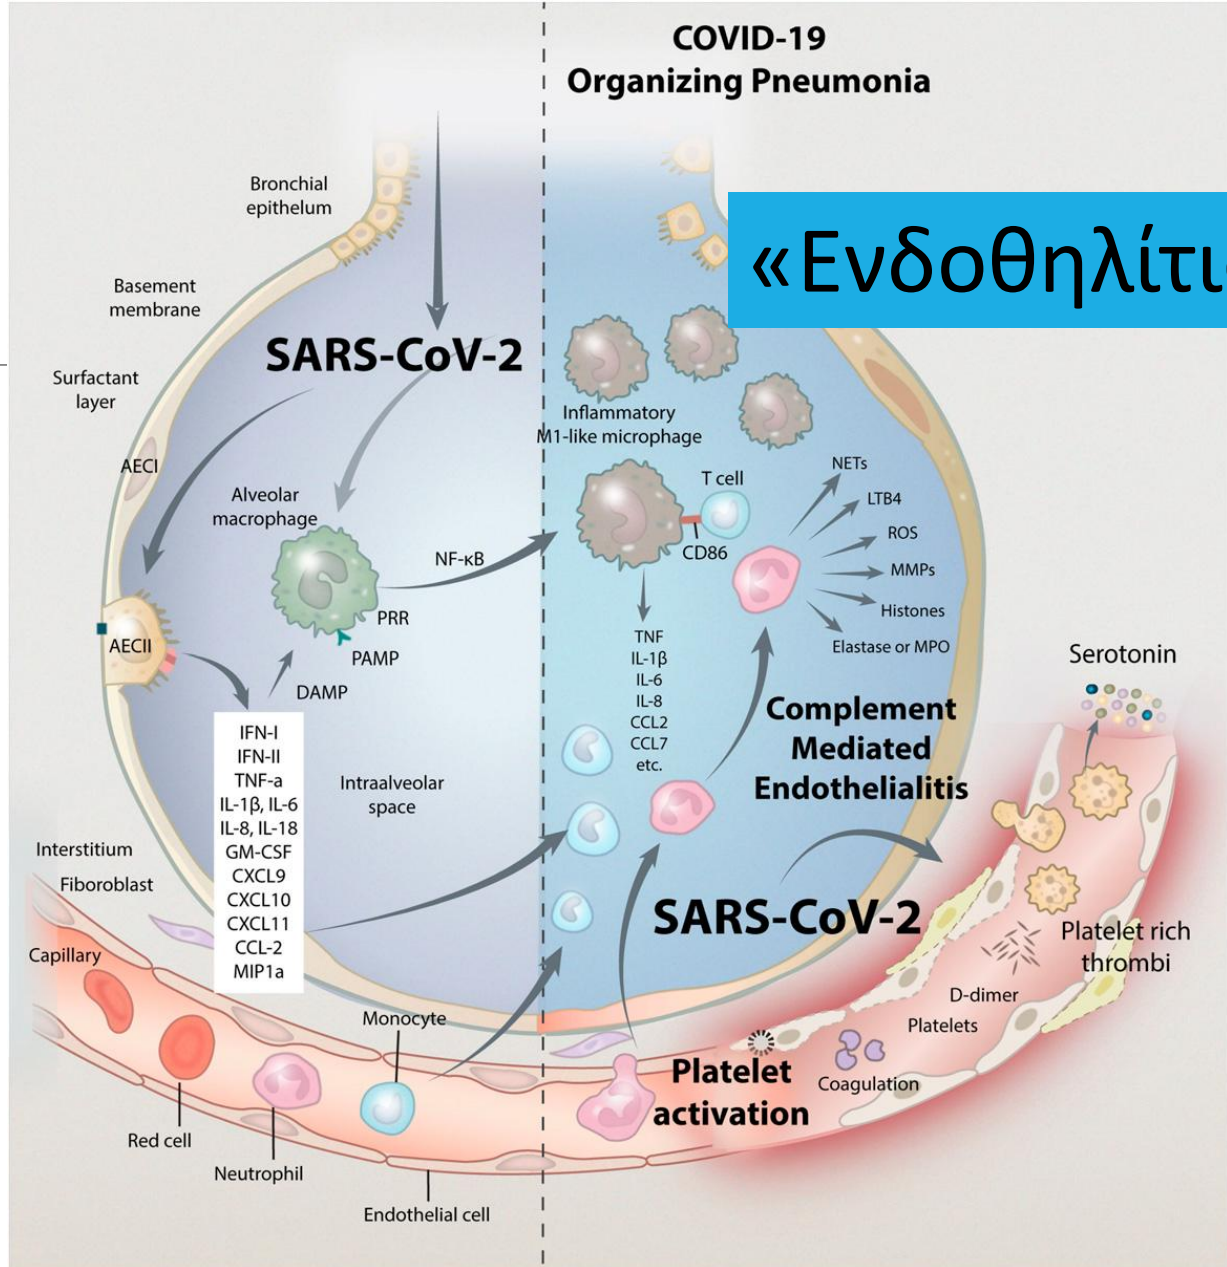 COVID-19
Organizing Pneumonia
Bronchial
epithelum
Basement
membrane
Surfactant
layer
SARS-CoV-2
AECI
Alveolar
macrophage
NF-κB
PRR
PAMP
DAMP
AECII
IFN-I
IFN-II
TNF-a
IL-1β, IL-6
IL-8, IL-18
GM-CSF
CXCL9
CXCL10
CXCL11
CCL-2
MIP1a
Intraalveolar
space
Interstitium
Fiboroblast
Capillary
Red cell
Neutrophil
Monocyte
Endothelial cell
Inflammatory
M1-like microphage
T cell
CD86
NETs
LTB4
ROS
MMPs
Histones
Elastase or MPO
TNF
IL-1β
IL-6
IL-8
CCL2
CCL7
etc.
Complement
Mediated
Endothelialitis
SARS-CoV-2
Serotonin
Platelet rich
thrombi
D-dimer
Platelets
Coagulation
Platelet
activation